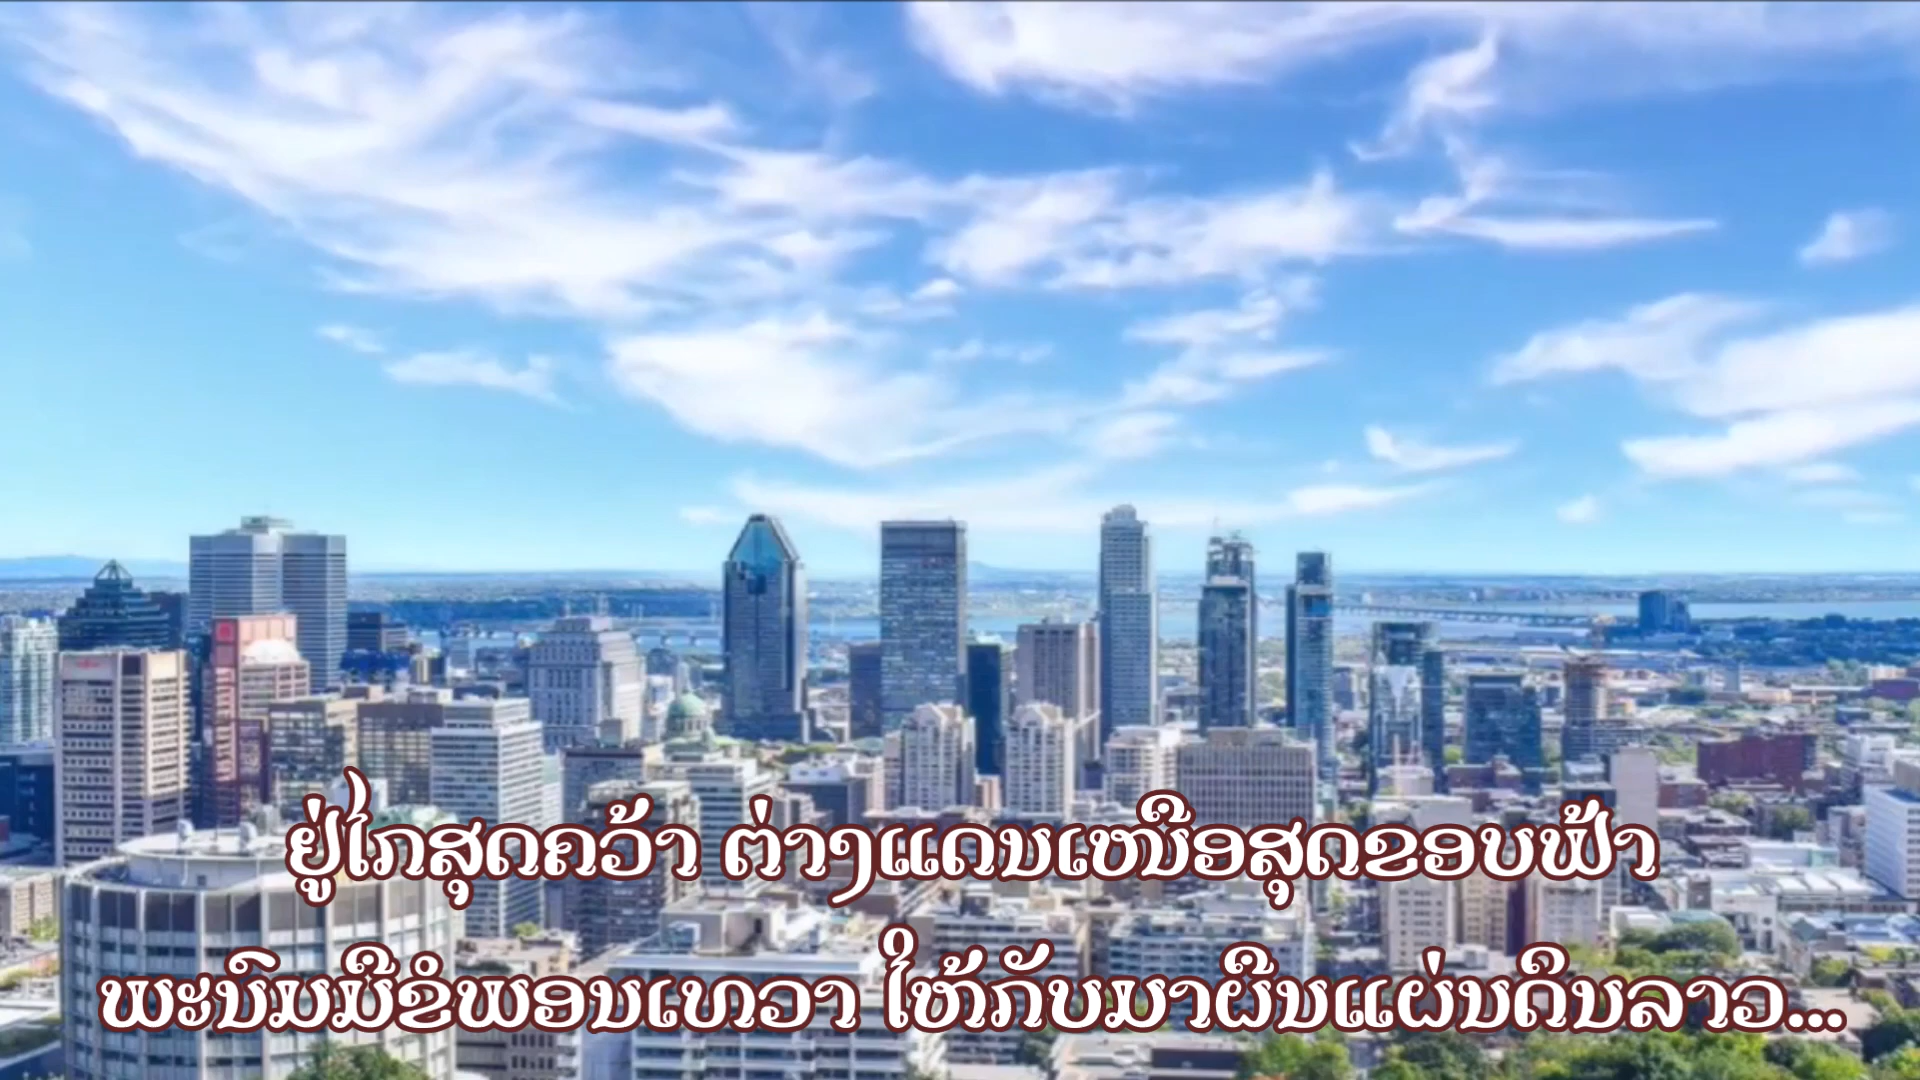 ຢູ່ໄກສຸດຄວ້າ ຕ່າງແດນເໜືອສຸດຂອບຟ້າ
ພະນົມມືຂໍພອນເທວາ ໃຫ້ກັບມາຜືນແຜ່ນດິນລາວ...